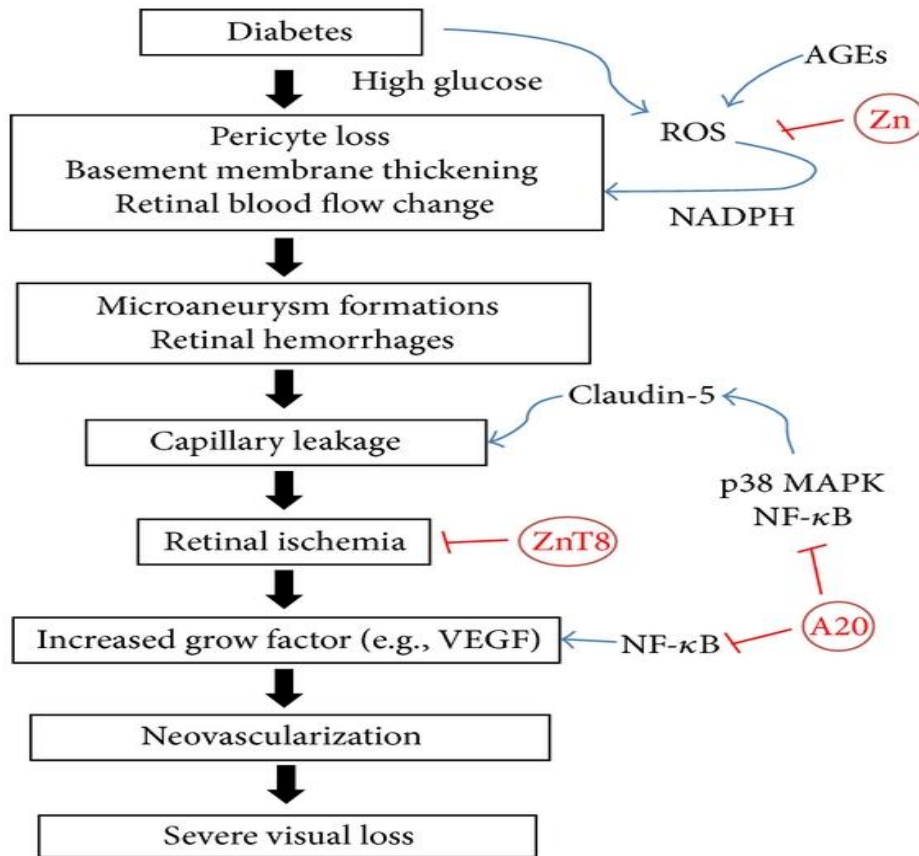 Diabetes
AGEs
High glucose
Zn
ROS
Pericyte loss
Basement membrane thickening
Retinal blood flow change
NADPH
Microaneurysm formations
Retinal hemorrhages
Claudin-5
Capillary leakage
p38 MAPK
NF-κB
Retinal ischemia
ZnT8
A20
Increased grow factor (e.g., VEGF)
NF-κB
Neovascularization
Severe visual loss